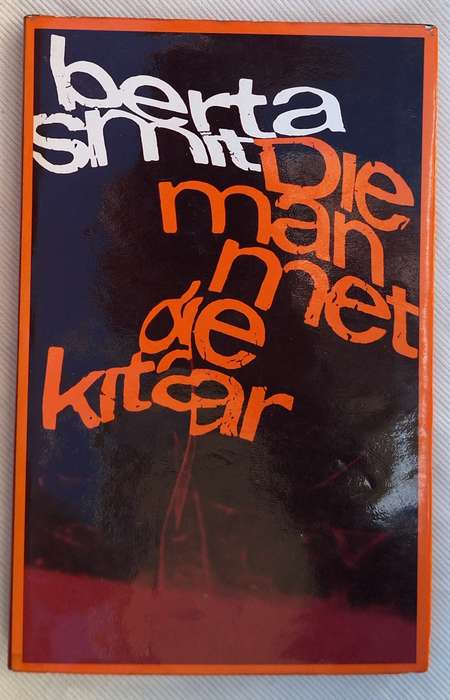 berta
smit
Die
man
met
die
kitaar